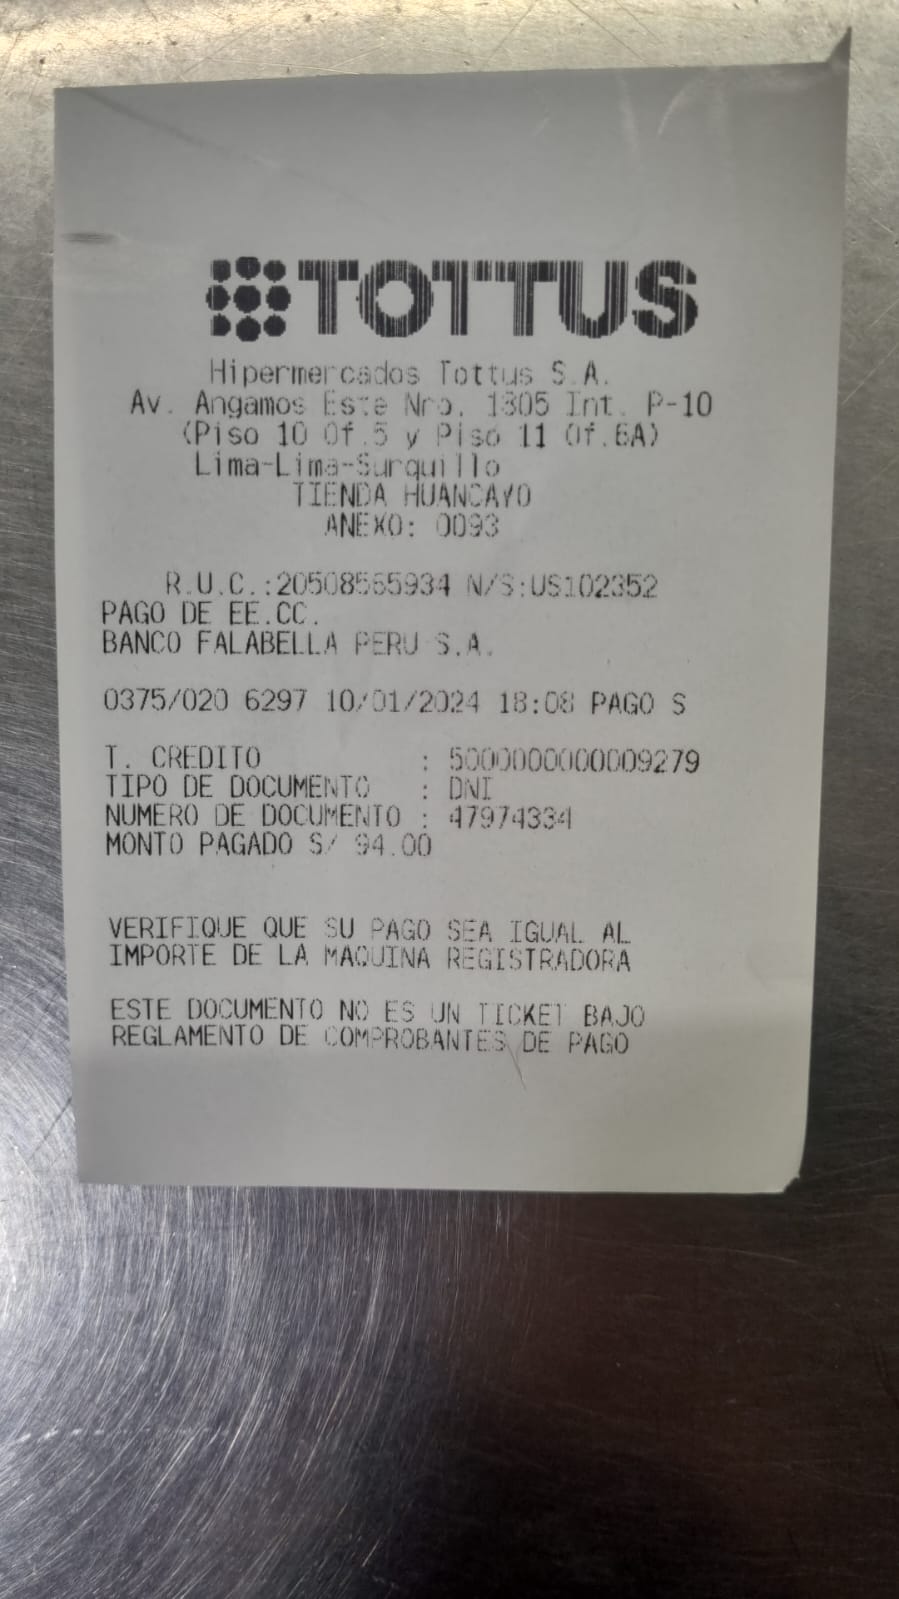 TOTTUS
Hipermercados Tottus S.A.
Av. Angamos Este Nro. 1805 Int. P-10
(Piso 10 Of.5 y Piso 11 Of.6A)
Lima-Lima-Surquillo
TIENDA HUANCAYO
ANEXO: 0093
R.U.C.:20508565934 N/S:US102352
PAGO DE EE.CC.
BANCO FALABELLA PERU S.A.
0375/020 6297 10/01/2024 18:08 PAGO S
T. CREDITO : 5000000000009279
TIPO DE DOCUMENTO : DNI
NUMERO DE DOCUMENTO : 47974334
MONTO PAGADO S/ 94.00
VERIFIQUE QUE SU PAGO SEA IGUAL AL
IMPORTE DE LA MAQUINA REGISTRADORA
ESTE DOCUMENTO NO ES UN TICKET BAJO
REGLAMENTO DE COMPROBANTES DE PAGO